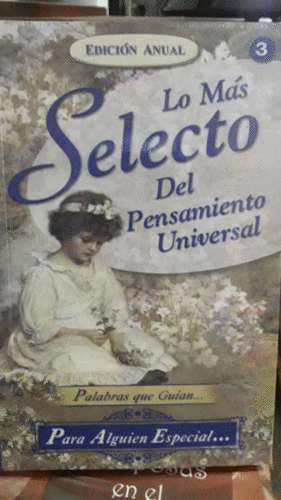 EDICIÓN ANUAL
3
Lo Más
Selecto
Del
Pensamiento
Universal
Palabras que Guían...
Para Alguien Especial...
en el